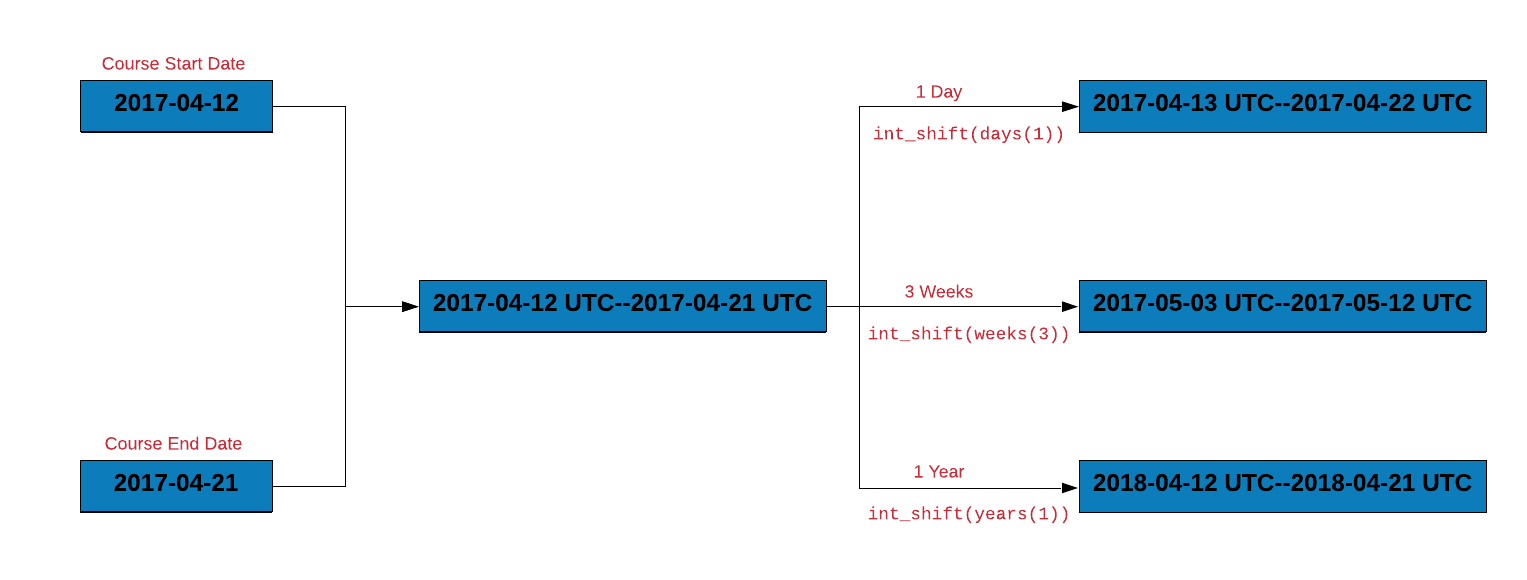 Course Start Date
2017-04-12
Course End Date
2017-04-21
2017-04-12 UTC--2017-04-21 UTC
1 Day
int_shift(days(1))
2017-04-13 UTC--2017-04-22 UTC
3 Weeks
int_shift(weeks(3))
2017-05-03 UTC--2017-05-12 UTC
1 Year
int_shift(years(1))
2018-04-12 UTC--2018-04-21 UTC